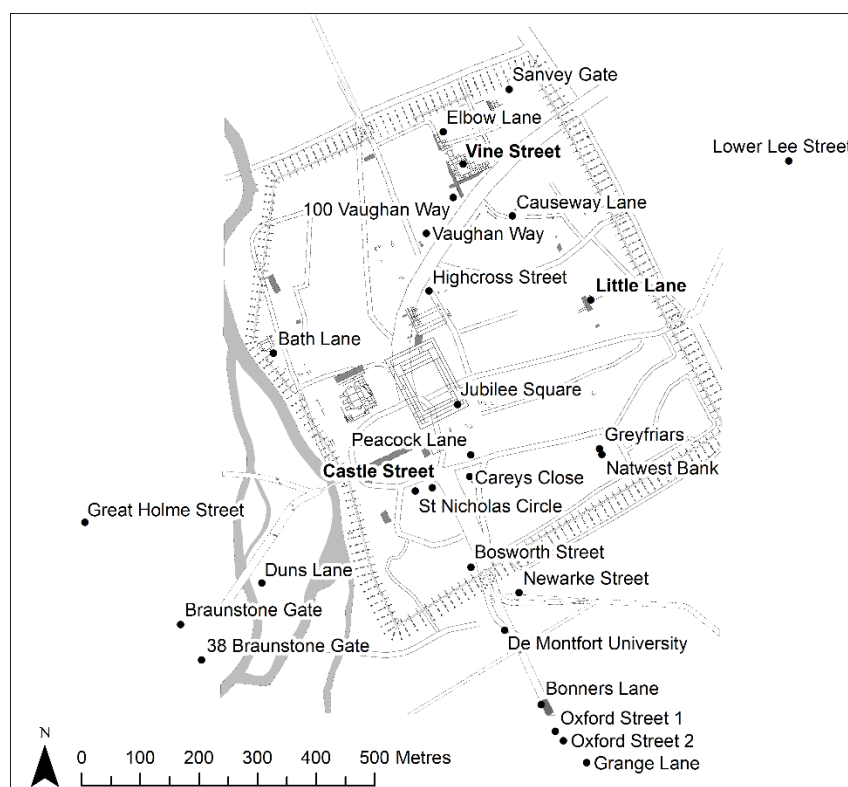 Sanvey Gate
Elbow Lane
Vine Street
Lower Lee Street
100 Vaughan Way
Causeway Lane
Vaughan Way
Highcross Street
Little Lane
Bath Lane
Jubilee Square
Peacock Lane
Greyfriars
Natwest Bank
Castle Street
Careys Close
St Nicholas Circle
Great Holme Street
Bosworth Street
Duns Lane
Newarke Street
Braunstone Gate
38 Braunstone Gate
De Montfort University
Bonners Lane
Oxford Street 1
Oxford Street 2
Grange Lane
N
0 100 200 300 400 500 Metres